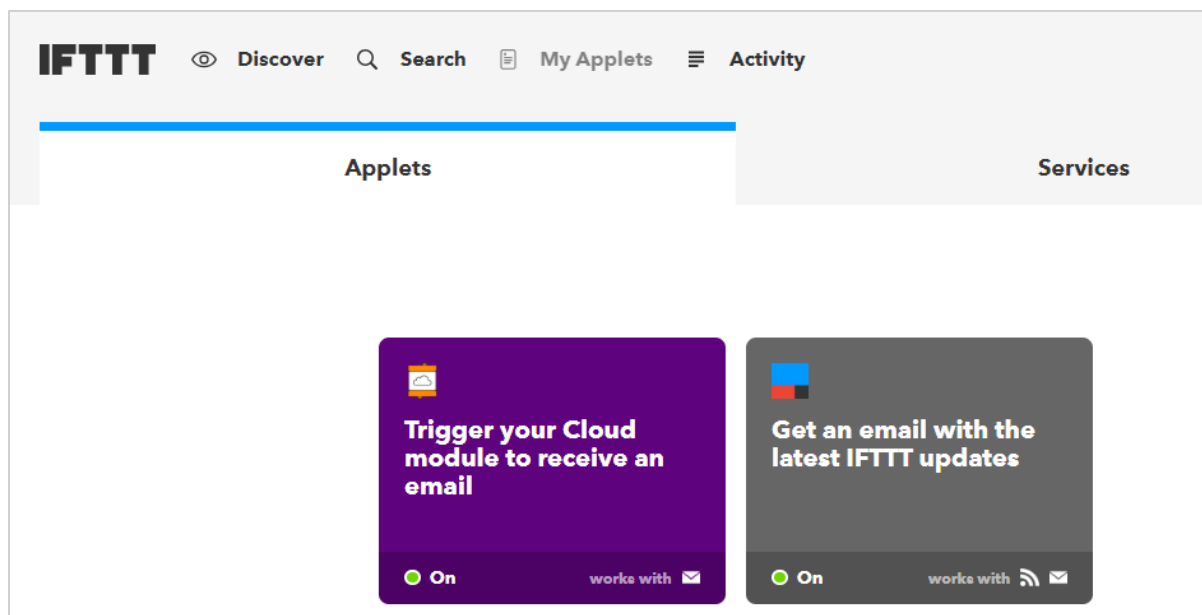 IFTTT Discover Search My Applets Activity
Applets Services
Trigger your Cloud
module to receive an
email
On works with
Get an email with the
latest IFTTT updates
On works with